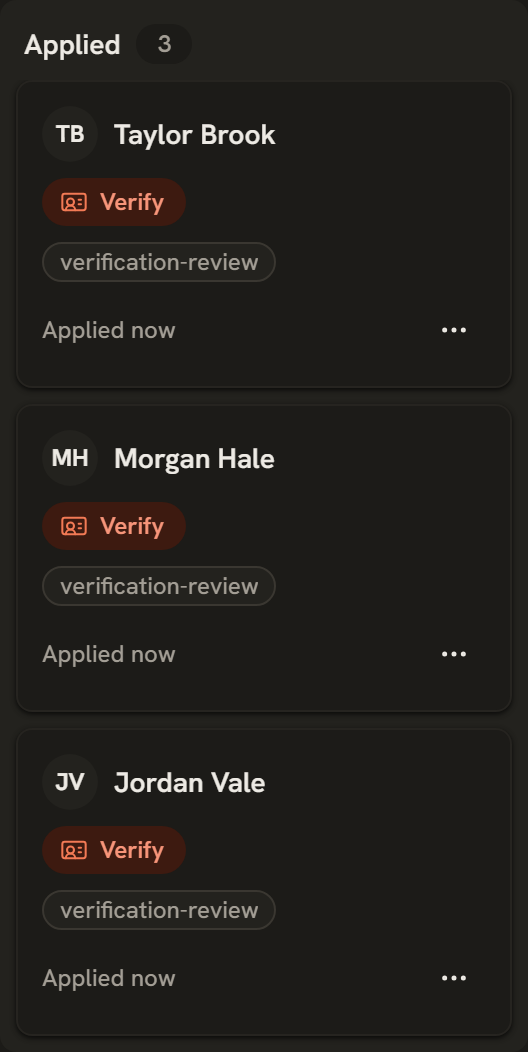 Applied 3
TB Taylor Brook
Verify
verification-review
Applied now
MH Morgan Hale
Verify
verification-review
Applied now
JV Jordan Vale
Verify
verification-review
Applied now